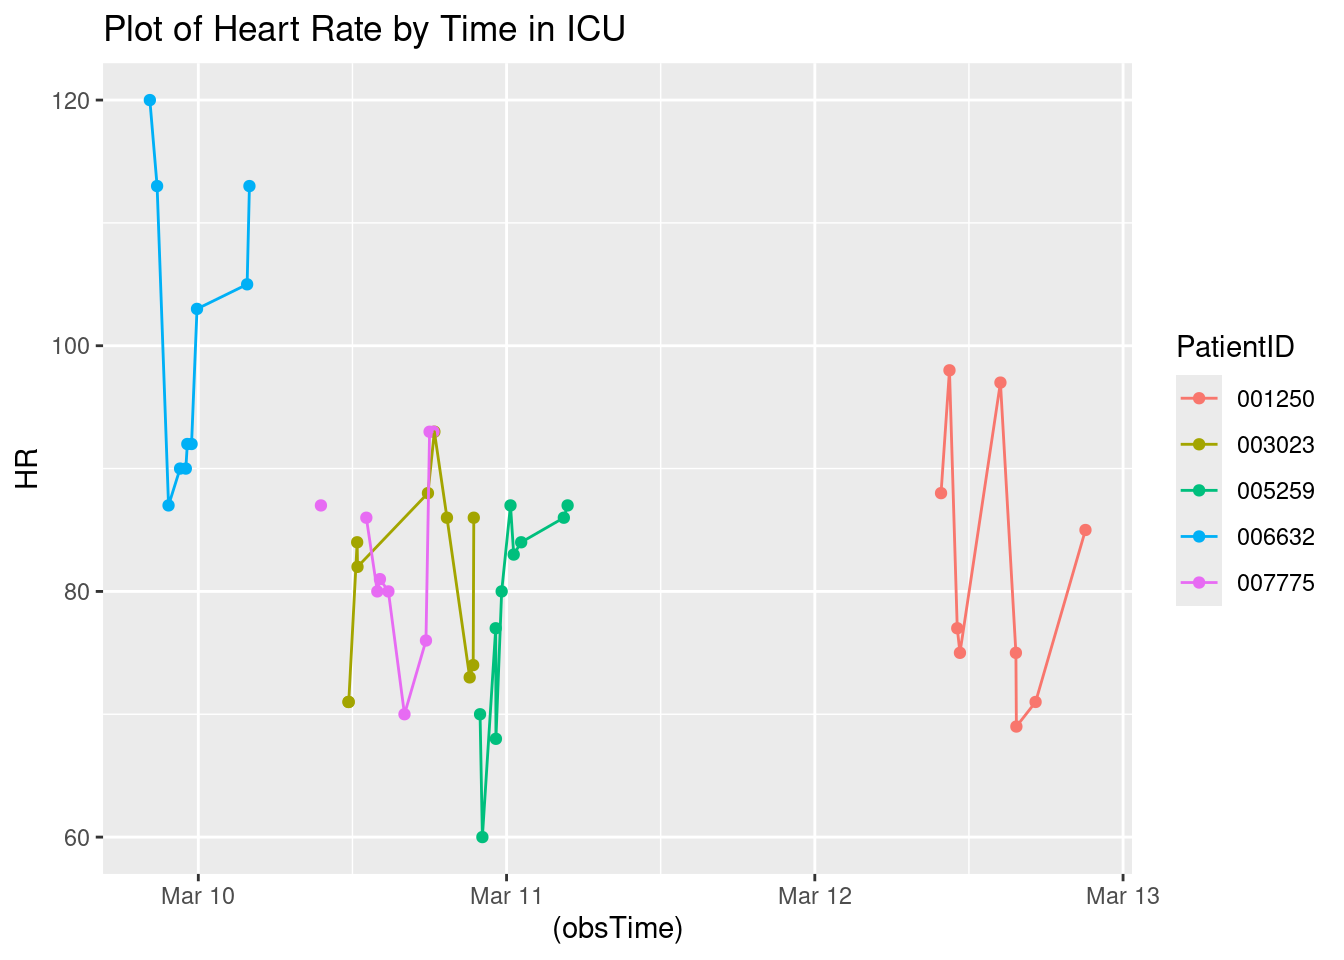 Plot of Heart Rate by Time in ICU
120
100
80
60
HR
Mar 10
Mar 11
Mar 12
Mar 13
(obsTime)
PatientID
001250
003023
005259
006632
007775